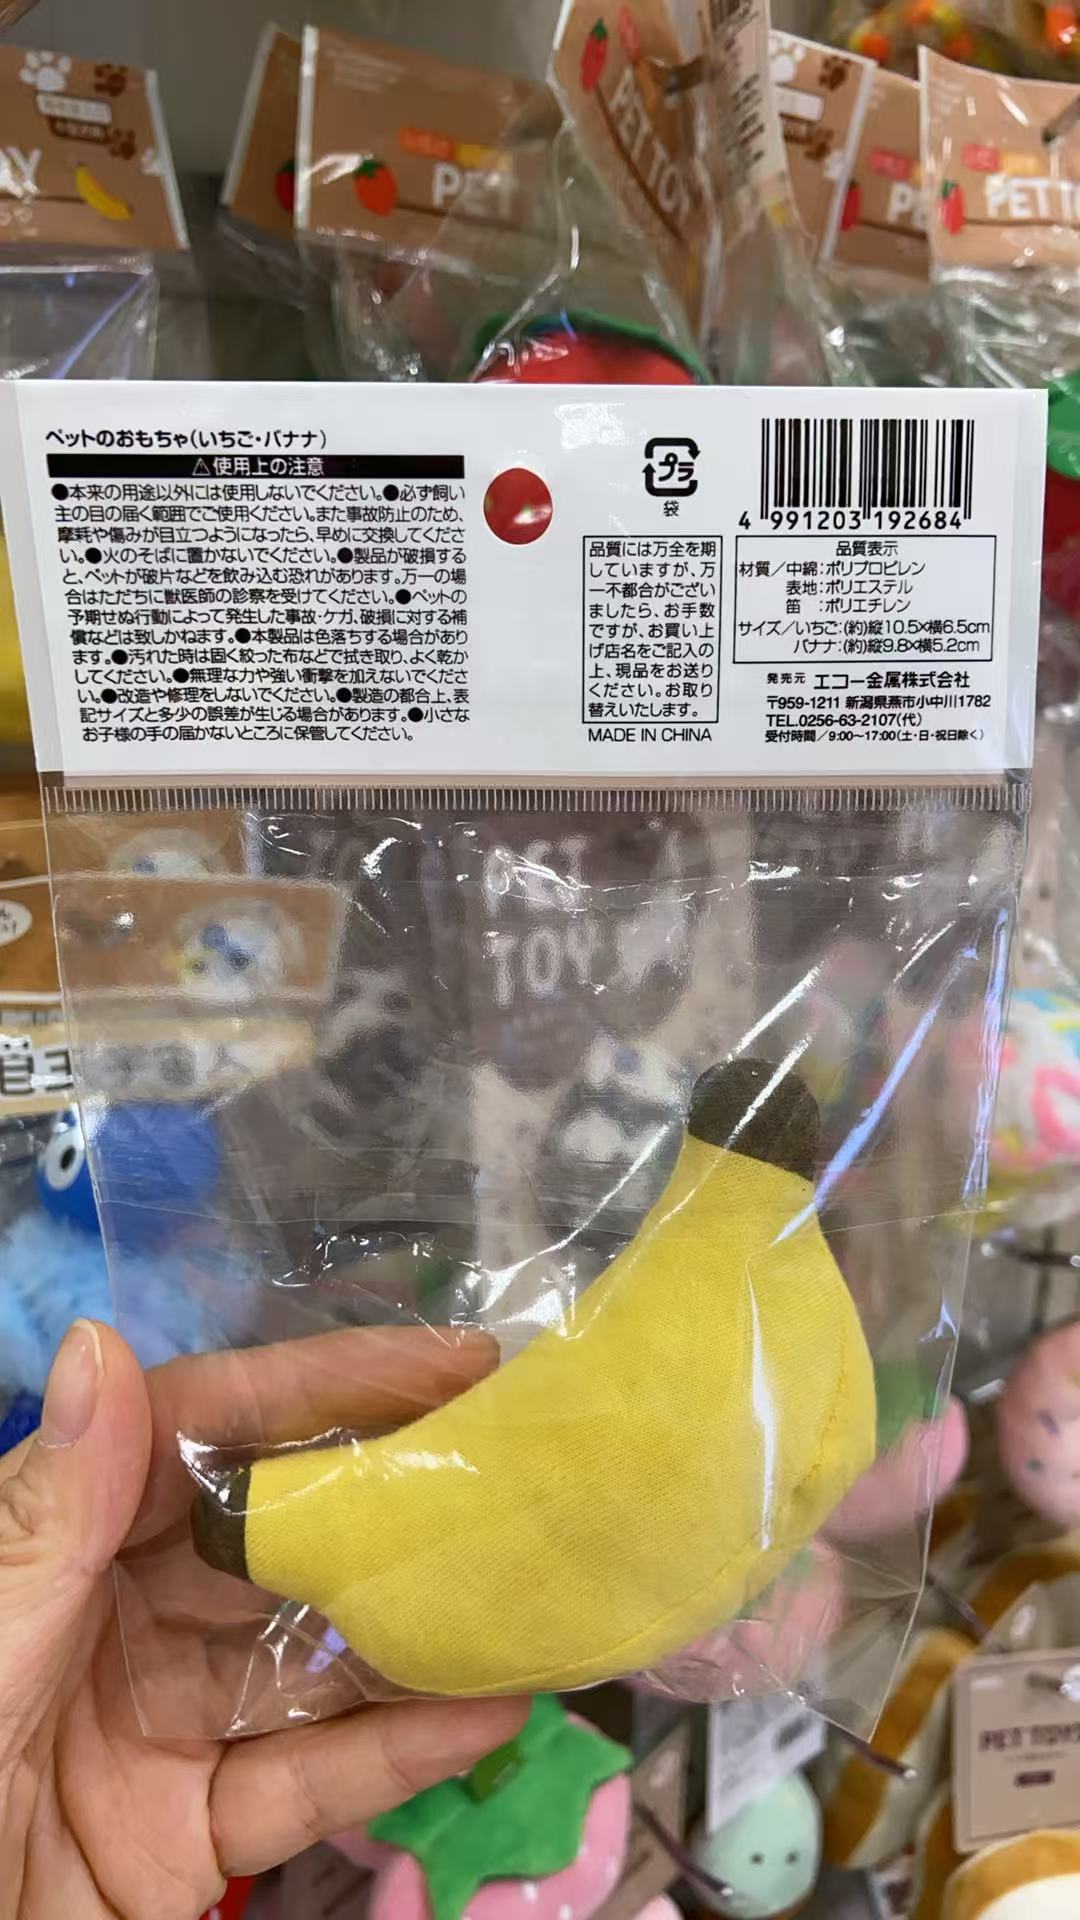 PET
PET TOY
PET TO
ペットのおもちゃ(いちご・バナナ)
⚠使用上の注意
●本来の用途以外には使用しないでください。●必ず飼い
主の目の届く範囲でご使用ください。また事故防止のため、
摩耗や傷みが目立つようになったら、早めに交換してくださ
い。●火のそばに置かないでください。●製品が破損する
と、ペットが破片などを飲み込む恐れがあります。万一の場
合はただちに獣医師の診察を受けてください。●ペットの
予期せぬ行動によって発生した事故・ケガ、破損に対する補
償などは致しかねます。●本製品は色落ちする場合があり
ます。●汚れた時は固く絞った布などで拭き取り、よく乾か
してください。●無理な力や強い衝撃を加えないでくださ
い。●改造や修理をしないでください。●製造の都合上、表
記サイズと多少の誤差が生じる場合があります。●小さな
お子様の手の届かないところに保管してください。
プラ
袋
品質には万全を期
していますが、万
一不都合がござい
ましたら、お手数
ですが、お買い上
げ店名をご記入の
上、現品をお送り
ください。お取り
替えいたします。
MADE IN CHINA
4 991203 192684
品質表示
材質/中綿:ポリプロピレン
表地:ポリエステル
笛 :ポリエチレン
サイズ/いちご:(約)縦10.5×横6.5cm
バナナ:(約)縦9.8×横5.2cm
発売元 エコー金属株式会社
〒959-1211 新潟県燕市小中川1782
TEL.0256-63-2107(代)
受付時間/9:00〜17:00(土・日・祝日除く)
PET
TOY
PET TOYS